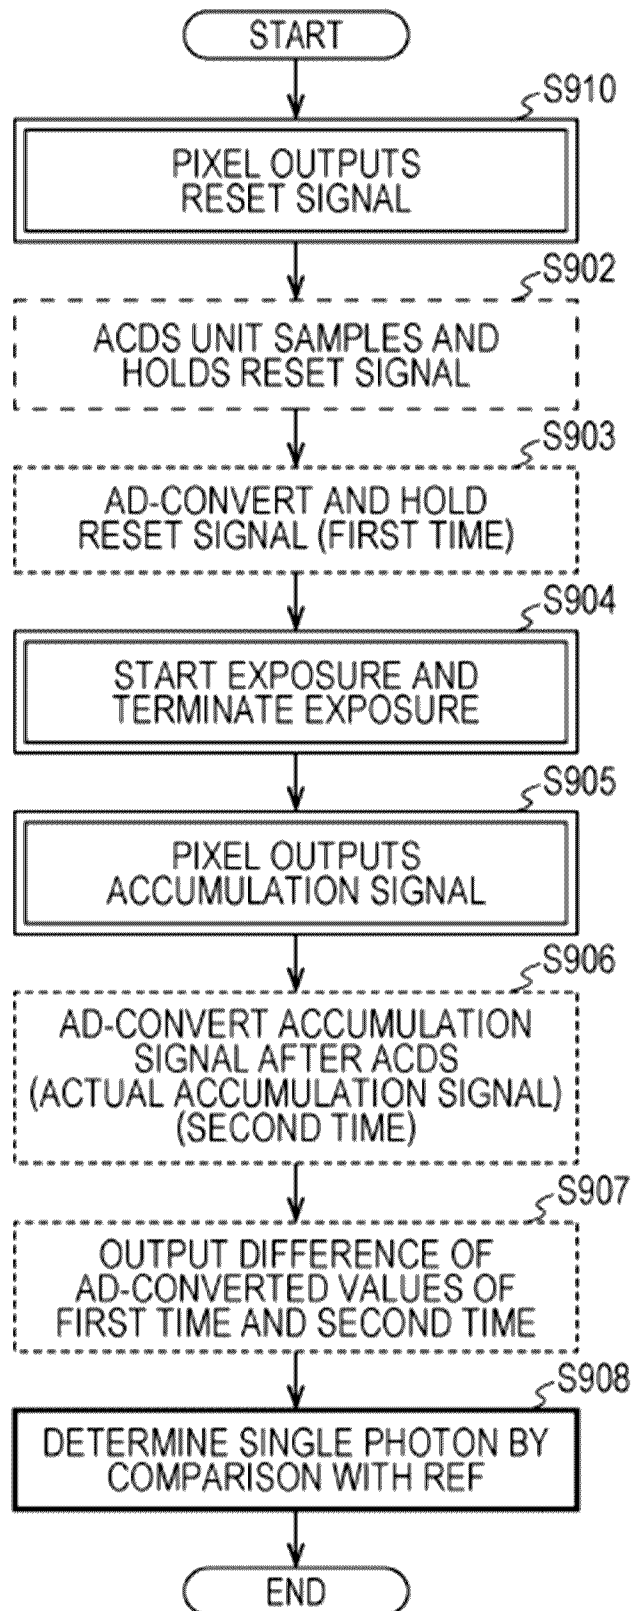 START
S910
PIXEL OUTPUTS
RESET SIGNAL
S902
ACDS UNIT SAMPLES AND
HOLDS RESET SIGNAL
S903
AD-CONVERT AND HOLD
RESET SIGNAL (FIRST TIME)
S904
START EXPOSURE AND
TERMINATE EXPOSURE
S905
PIXEL OUTPUTS
ACCUMULATION SIGNAL
S906
AD-CONVERT ACCUMULATION
SIGNAL AFTER ACDS
(ACTUAL ACCUMULATION SIGNAL)
(SECOND TIME)
S907
OUTPUT DIFFERENCE OF
AD-CONVERTED VALUES OF
FIRST TIME AND SECOND TIME
S908
DETERMINE SINGLE PHOTON BY
COMPARISON WITH REF
END